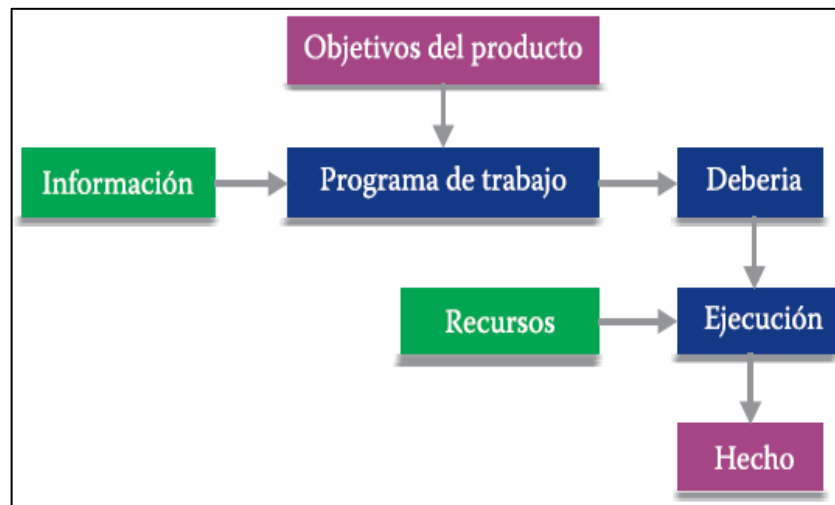 Objetivos del producto
Información
Programa de trabajo
Deberia
Recursos
Ejecución
Hecho